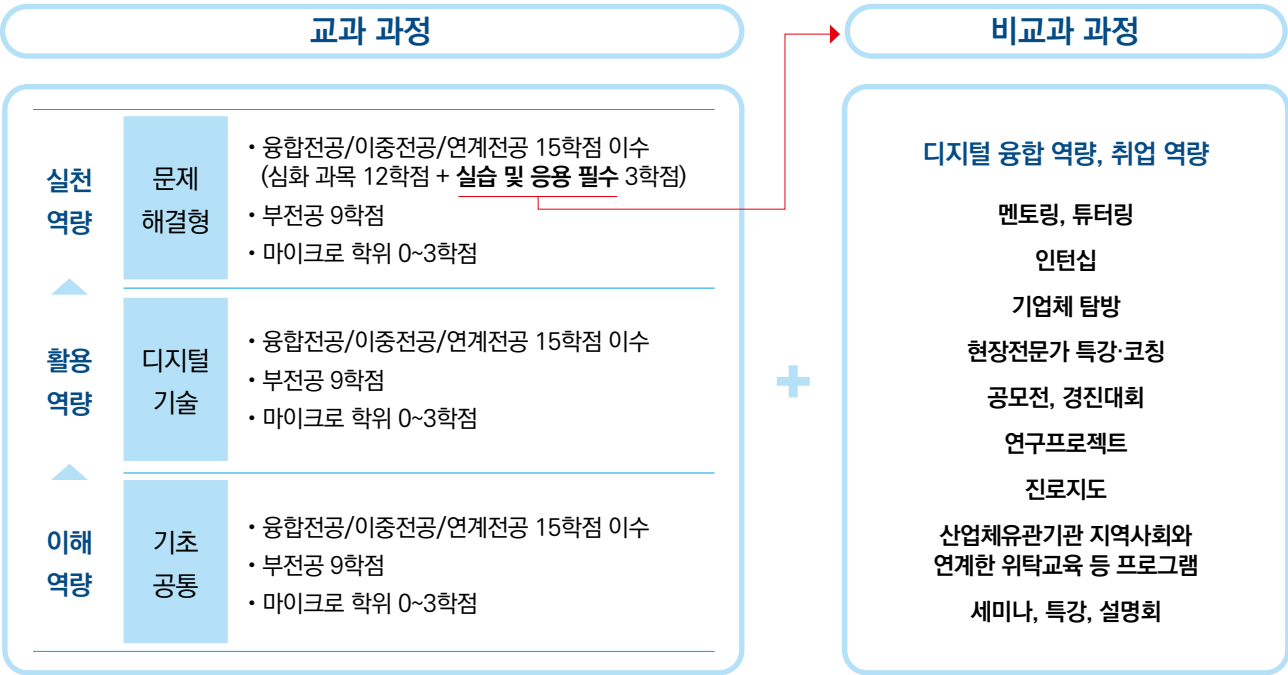 교과 과정
실천
역량
문제
해결형
• 융합전공/이중전공/연계전공 15학점 이수
(심화 과목 12학점 + 실습 및 응용 필수 3학점)
• 부전공 9학점
• 마이크로 학위 0~3학점
활용
역량
디지털
기술
• 융합전공/이중전공/연계전공 15학점 이수
• 부전공 9학점
• 마이크로 학위 0~3학점
이해
역량
기초
공통
• 융합전공/이중전공/연계전공 15학점 이수
• 부전공 9학점
• 마이크로 학위 0~3학점
+
비교과 과정
디지털 융합 역량, 취업 역량
멘토링, 튜터링
인턴십
기업체 탐방
현장전문가 특강·코칭
공모전, 경진대회
연구프로젝트
진로지도
산업체유관기관 지역사회와
연계한 위탁교육 등 프로그램
세미나, 특강, 설명회